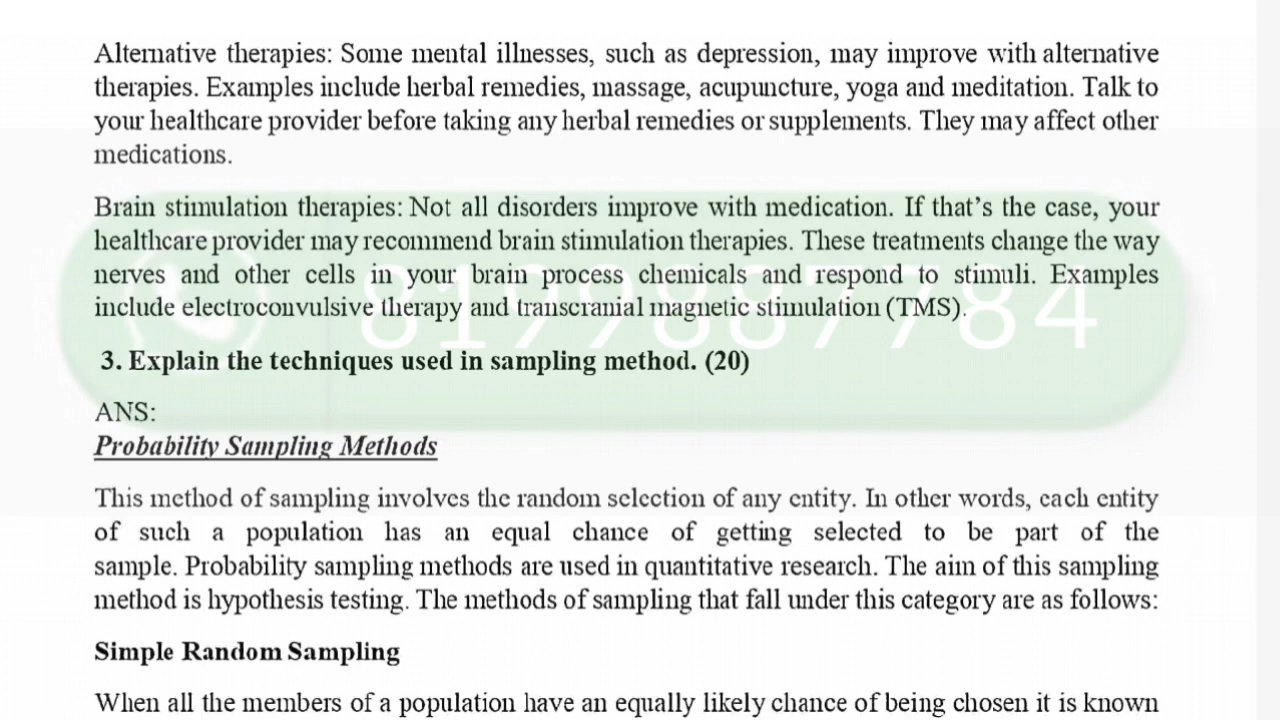 Alternative therapies: Some mental illnesses, such as depression, may improve with alternative
therapies. Examples include herbal remedies, massage, acupuncture, yoga and meditation. Talk to
your healthcare provider before taking any herbal remedies or supplements. They may affect other
medications.
Brain stimulation therapies: Not all disorders improve with medication. If that's the case, your
healthcare provider may recommend brain stimulation therapies. These treatments change the way
nerves and other cells in your brain process chemicals and respond to stimuli. Examples
include electroconvulsive therapy and transcranial magnetic stimulation (TMS).
8199887784
3. Explain the techniques used in sampling method. (20)
ANS:
Probability Sampling Methods
This method of sampling involves the random selection of any entity. In other words, each entity
of such a population has an equal chance of getting selected to be part of the
sample. Probability sampling methods are used in quantitative research. The aim of this sampling
method is hypothesis testing. The methods of sampling that fall under this category are as follows:
Simple Random Sampling
When all the members of a population have an equally likely chance of being chosen it is known